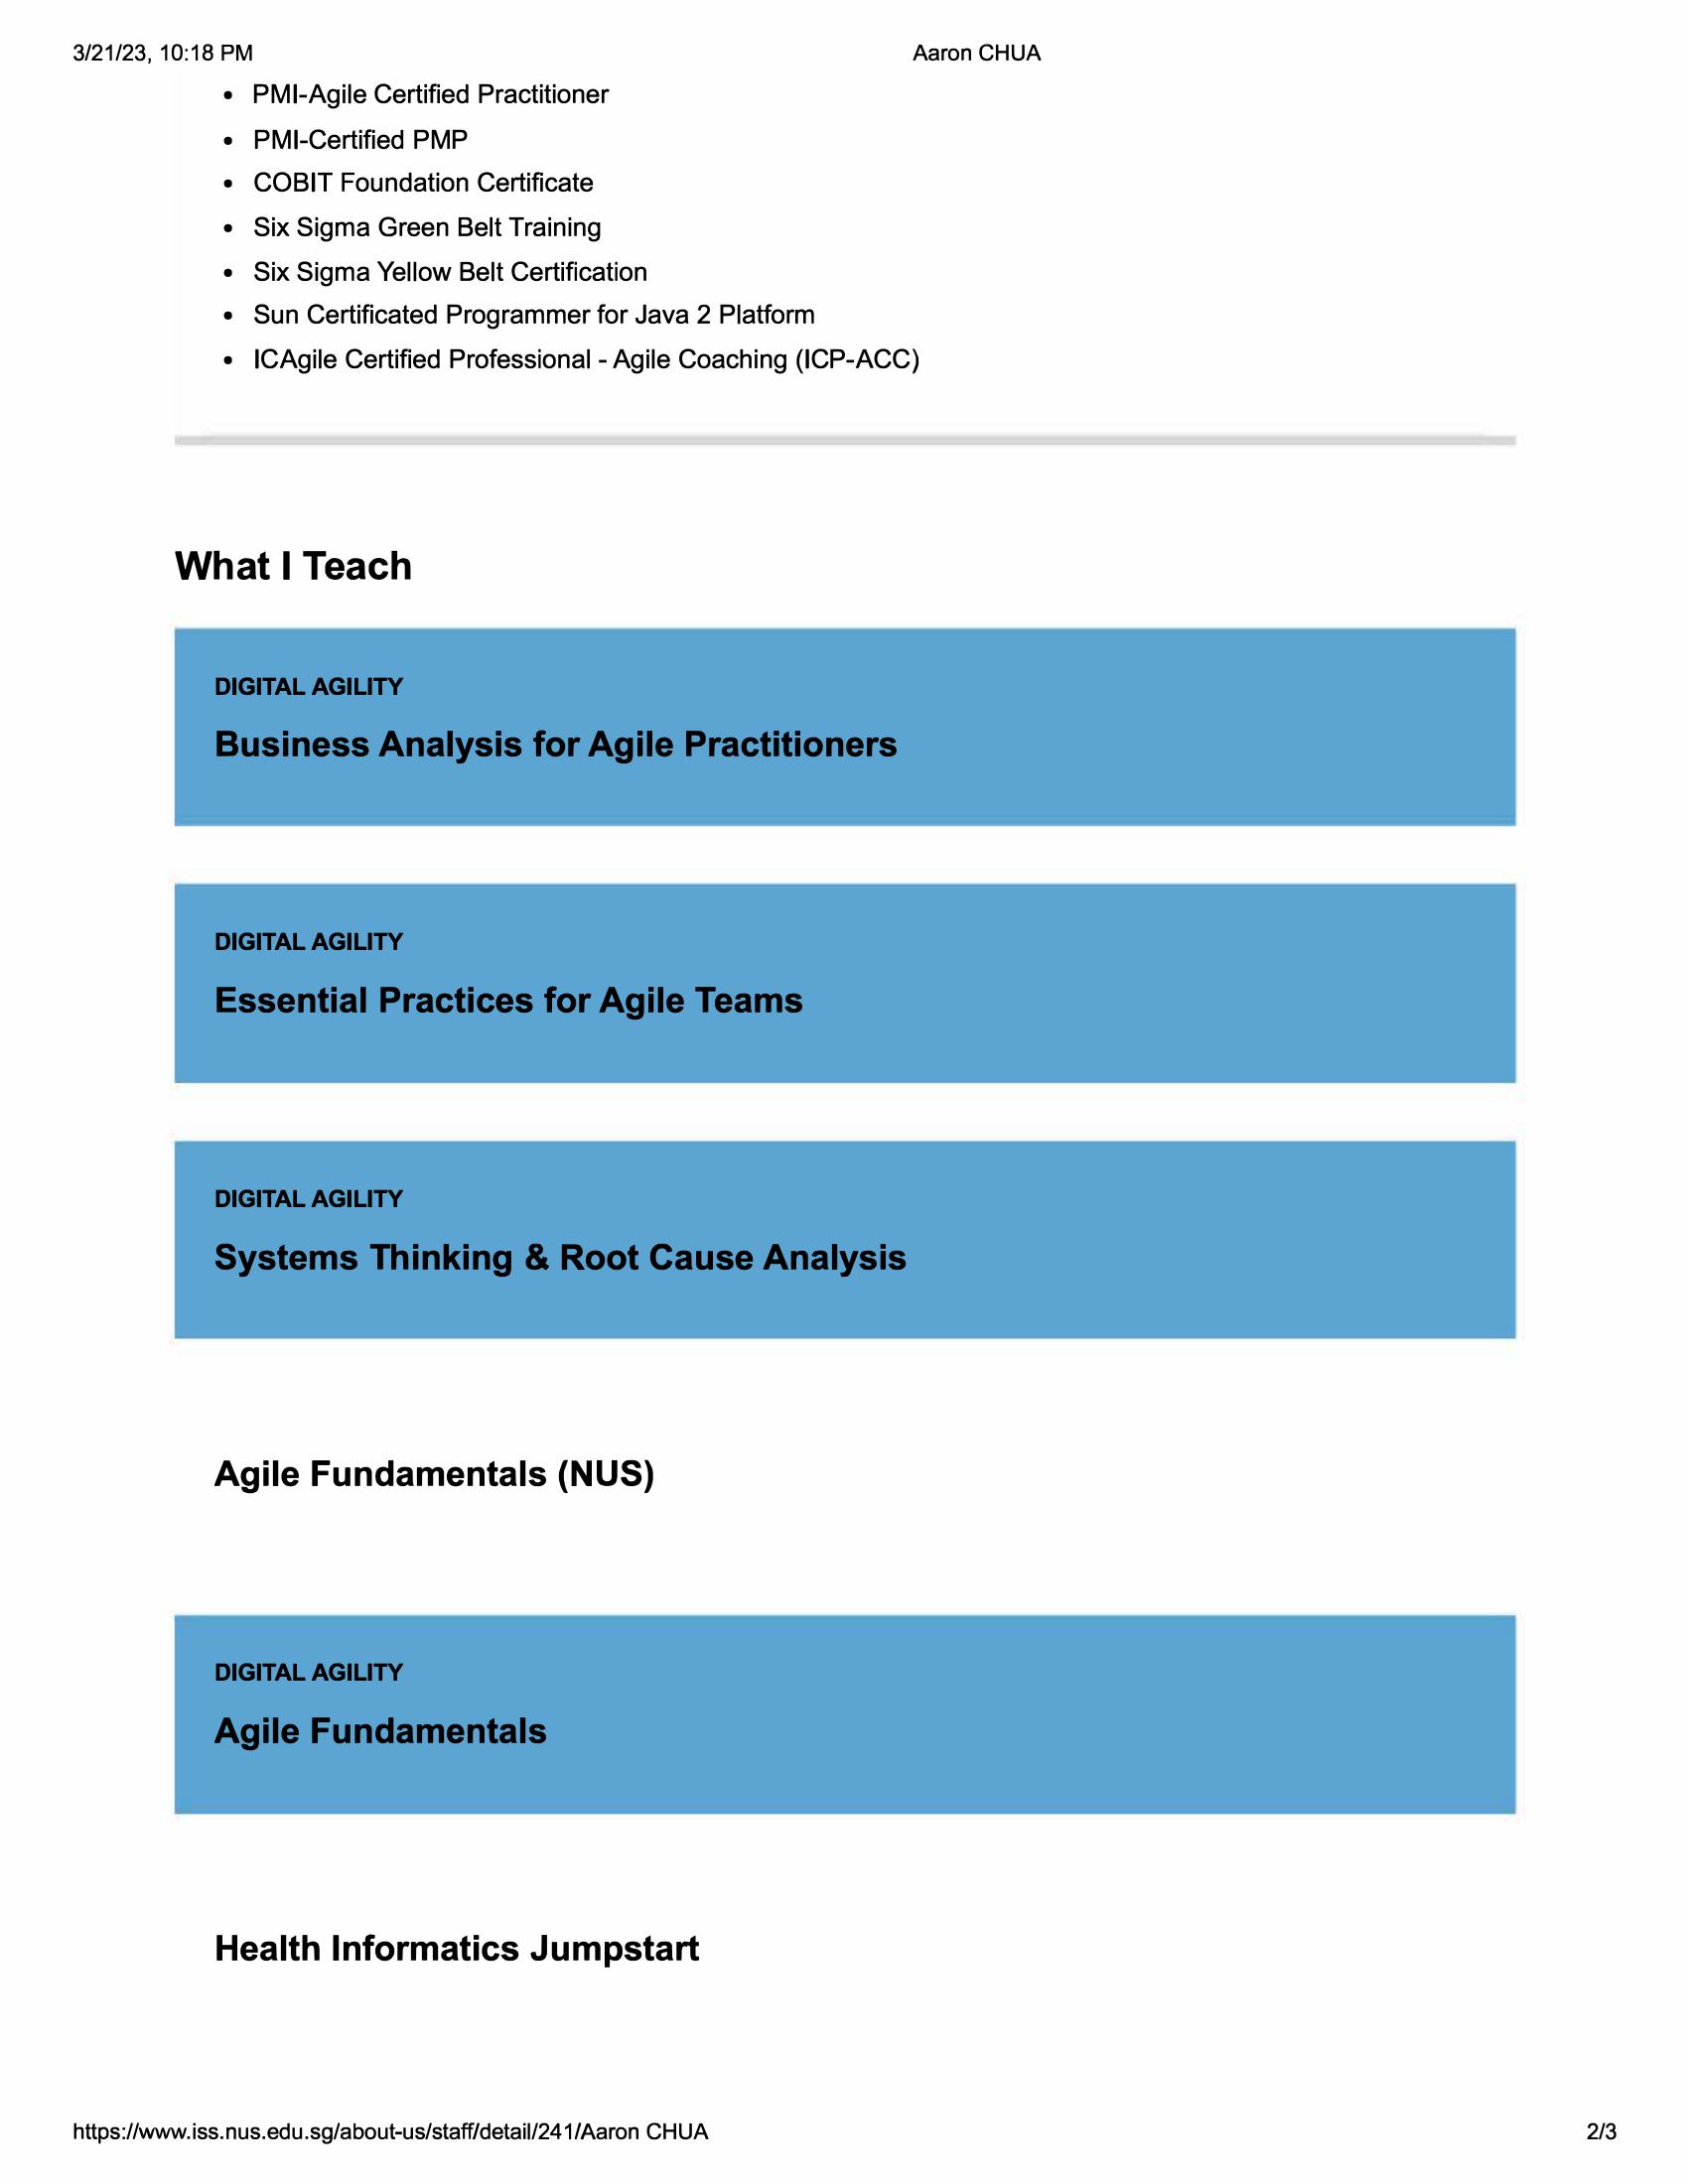 3/21/23, 10:18 PM
Aaron CHUA
• PMI-Agile Certified Practitioner
• PMI-Certified PMP
• COBIT Foundation Certificate
• Six Sigma Green Belt Training
• Six Sigma Yellow Belt Certification
• Sun Certificated Programmer for Java 2 Platform
• ICAgile Certified Professional - Agile Coaching (ICP-ACC)
What I Teach
DIGITAL AGILITY
Business Analysis for Agile Practitioners
DIGITAL AGILITY
Essential Practices for Agile Teams
DIGITAL AGILITY
Systems Thinking & Root Cause Analysis
Agile Fundamentals (NUS)
DIGITAL AGILITY
Agile Fundamentals
Health Informatics Jumpstart
https://www.iss.nus.edu.sg/about-us/staff/detail/241/Aaron CHUA
2/3